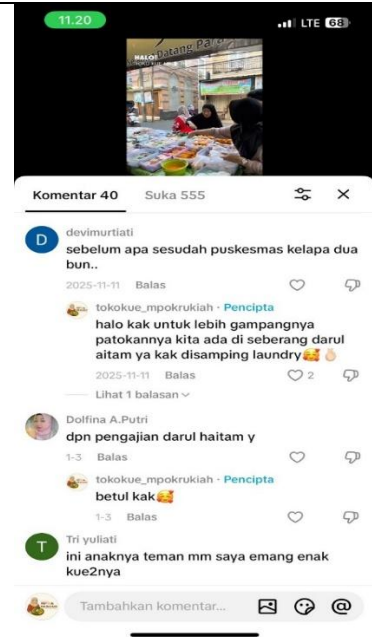 11.20
LTE 68
HALO!
Datang
Komentar 40 Suka 555
D
devimurtiati
sebelum apa sesudah puskesmas kelapa dua
bun..
2025-11-11 Balas
tokokue_mpokrukiah · Pencipta
halo kak untuk lebih gampangnya
patokannya kita ada di seberang darul
aitam ya kak disamping laundry🥰🫰🏻
2025-11-11 Balas 2
Lihat 1 balasan
Dolfina A.Putri
dpn pengajian darul haitam y
1-3 Balas
tokokue_mpokrukiah · Pencipta
betul kak🥰
1-3 Balas
T
Tri yuliati
ini anaknya teman mm saya emang enak
kue2nya
Tambahkan komentar...